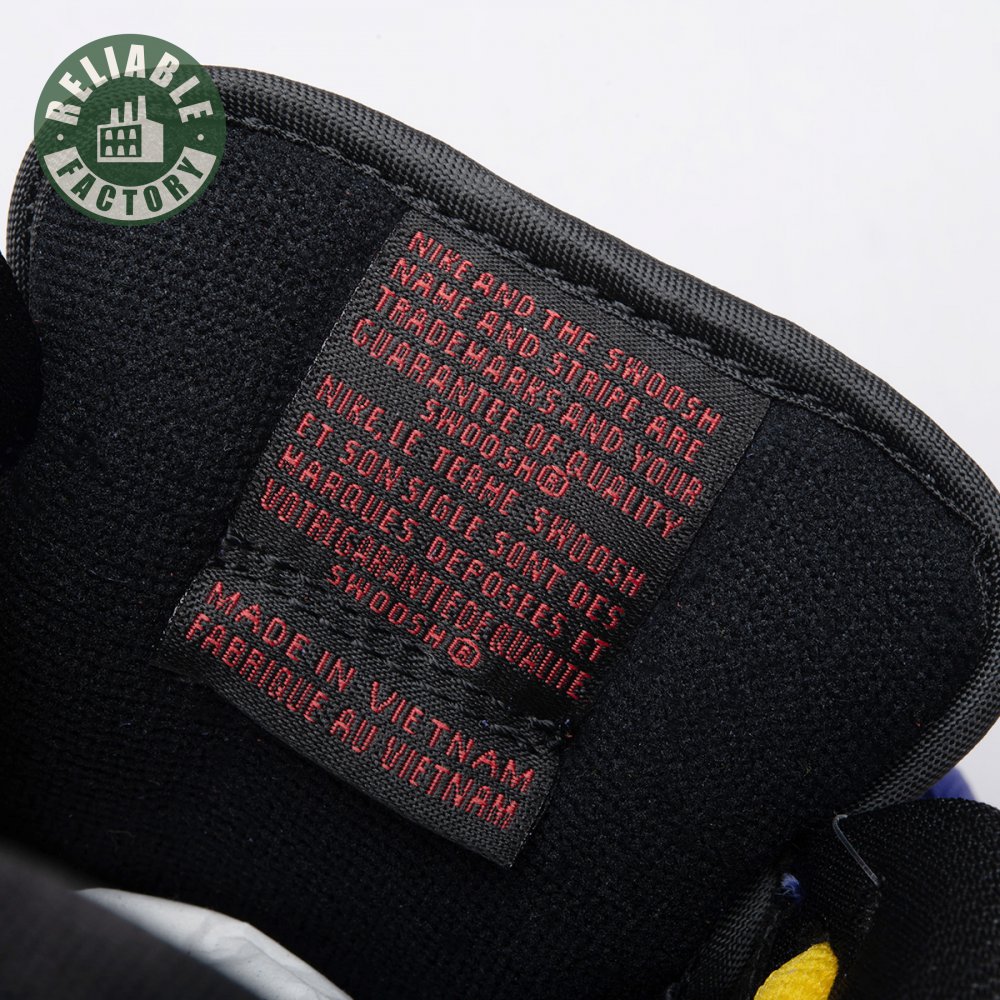 RELIABLE
FACTORY
NIKE AND THE SWOOSH
NAME AND STRIPE ARE
TRADEMARKS AND YOUR
GUARANTEE OF QUALITY
SWOOSH®
NIKE, LE TERME SWOOSH
ET SON SIGLE SONT DES
MARQUES DEPOSEES ET
VOTRIGARANTIFDEQUALITE
SWOOSH®
MADE IN VIETNAM
FABRIQUE AU VIETNAM